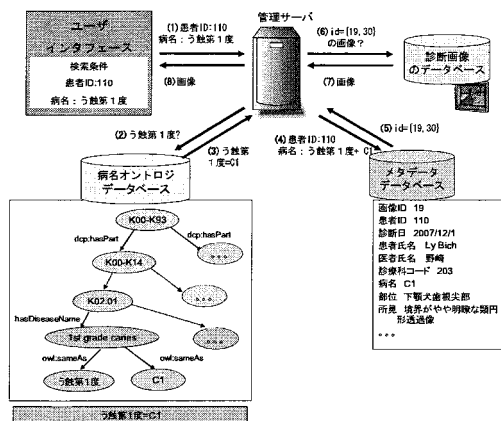 ユーザ
インタフェース
検索条件
患者ID:110
病名：う蝕第1度
(1) 患者ID:110
病名：う蝕第1度
(8)画像
管理サーバ
(6) id={19, 30}
の画像？
(7)画像
診断画像
のデータベース
(2) う蝕第1度?
(3) う蝕第
1度=C1
(4) 患者ID:110
病名：う蝕第1度+ C1
(5) id={19, 30}
病名オントロジ
データベース
メタデータ
データベース
K00-K93
dcp:hasPart
dcp:hasPart
K00-K14
K02.01
hasDiseaseName
1st grade caries
owl:sameAs
owl:sameAs
う蝕第1度
C1
う蝕第1度=C1
画像ID 19
患者ID 110
診断日 2007/12/1
患者氏名 Ly Bich
医者氏名 野崎
診療科コード 203
病名 C1
部位 下顎犬歯根尖部
所見 境界がやや明瞭な類円
形透過像
。。。